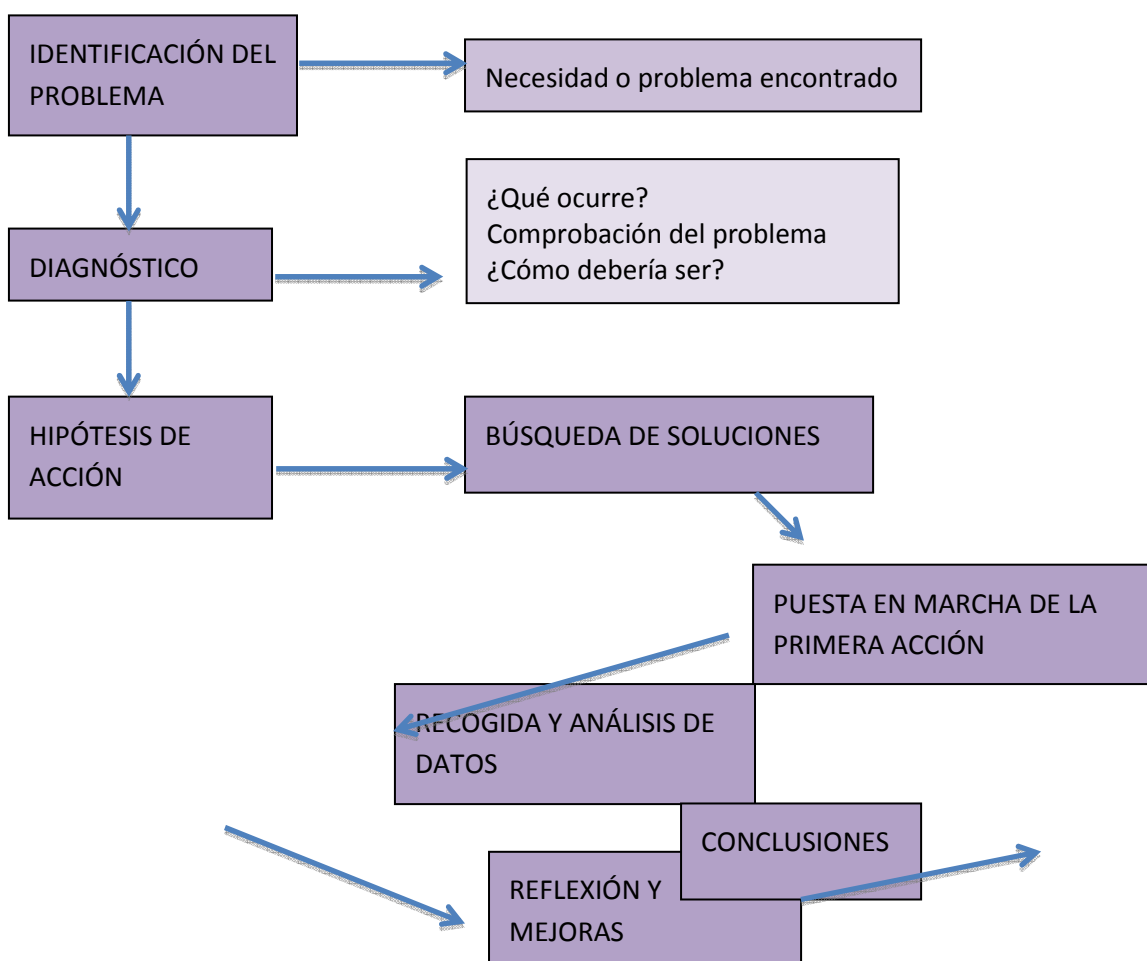 IDENTIFICACIÓN DEL
PROBLEMA
Necesidad o problema encontrado
DIAGNÓSTICO
¿Qué ocurre?
Comprobación del problema
¿Cómo debería ser?
HIPÓTESIS DE
ACCIÓN
BÚSQUEDA DE SOLUCIONES
PUESTA EN MARCHA DE LA
PRIMERA ACCIÓN
RECOGIDA Y ANÁLISIS DE
DATOS
CONCLUSIONES
REFLEXIÓN Y
MEJORAS